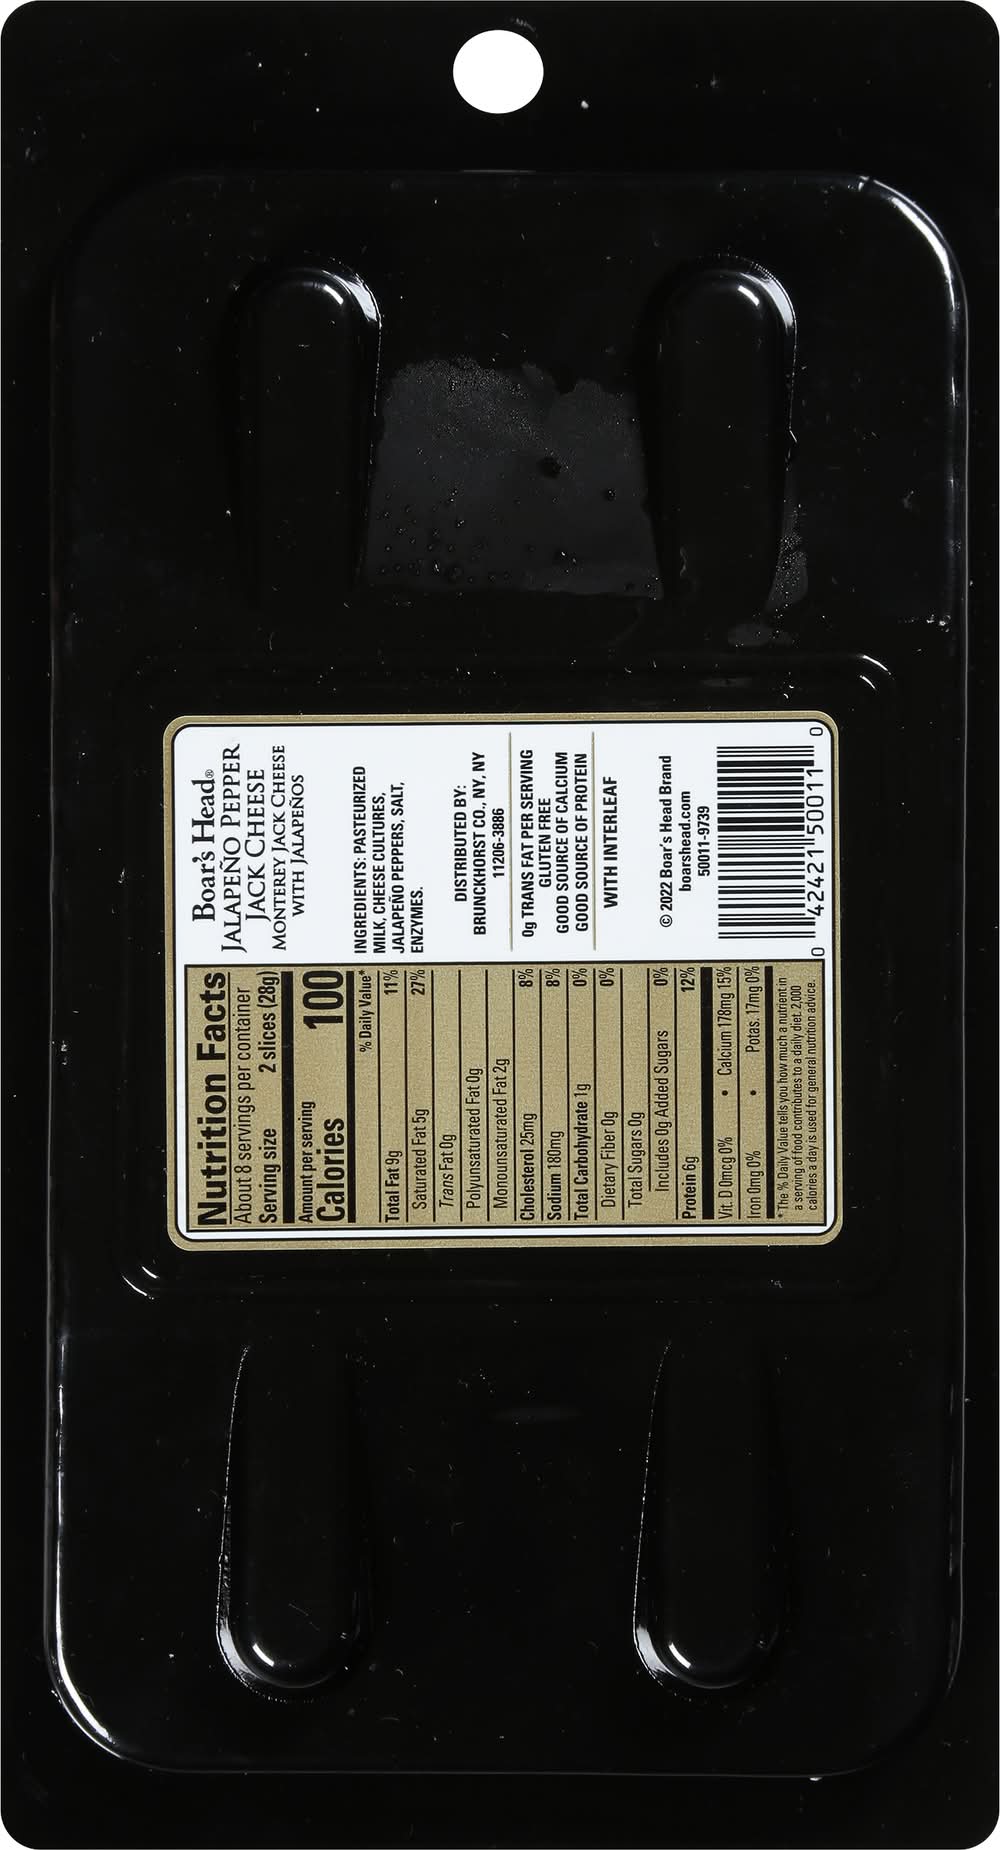 Nutrition Facts
About 8 servings per container
Serving size 2 slices (28g)
Amount per serving
Calories 100
% Daily Value*
Total Fat 9g 11%
Saturated Fat 5g 27%
Trans Fat 0g
Polyunsaturated Fat 0g
Monounsaturated Fat 2g
Cholesterol 25mg 8%
Sodium 180mg 8%
Total Carbohydrate 1g 0%
Dietary Fiber 0g 0%
Total Sugars 0g
Includes 0g Added Sugars 0%
Protein 6g 12%
Vit. D 0mcg 0% • Calcium 178mg 15%
Iron 0mg 0% • Potas. 17mg 0%
* The % Daily Value tells you how much a nutrient in
a serving of food contributes to a daily diet. 2,000
calories a day is used for general nutrition advice.
Boar's Head®
JALAPEÑO PEPPER
JACK CHEESE
MONTEREY JACK CHEESE
WITH JALAPEÑOS
INGREDIENTS: PASTEURIZED
MILK, CHEESE CULTURES,
JALAPEÑO PEPPERS, SALT,
ENZYMES.
DISTRIBUTED BY:
BRUNCKHORST CO., NY, NY
11206-3886
0g TRANS FAT PER SERVING
GLUTEN FREE
GOOD SOURCE OF CALCIUM
GOOD SOURCE OF PROTEIN
WITH INTERLEAF
© 2022 Boar's Head Brand
boarshead.com
50011-9739
0 42421 50011 0